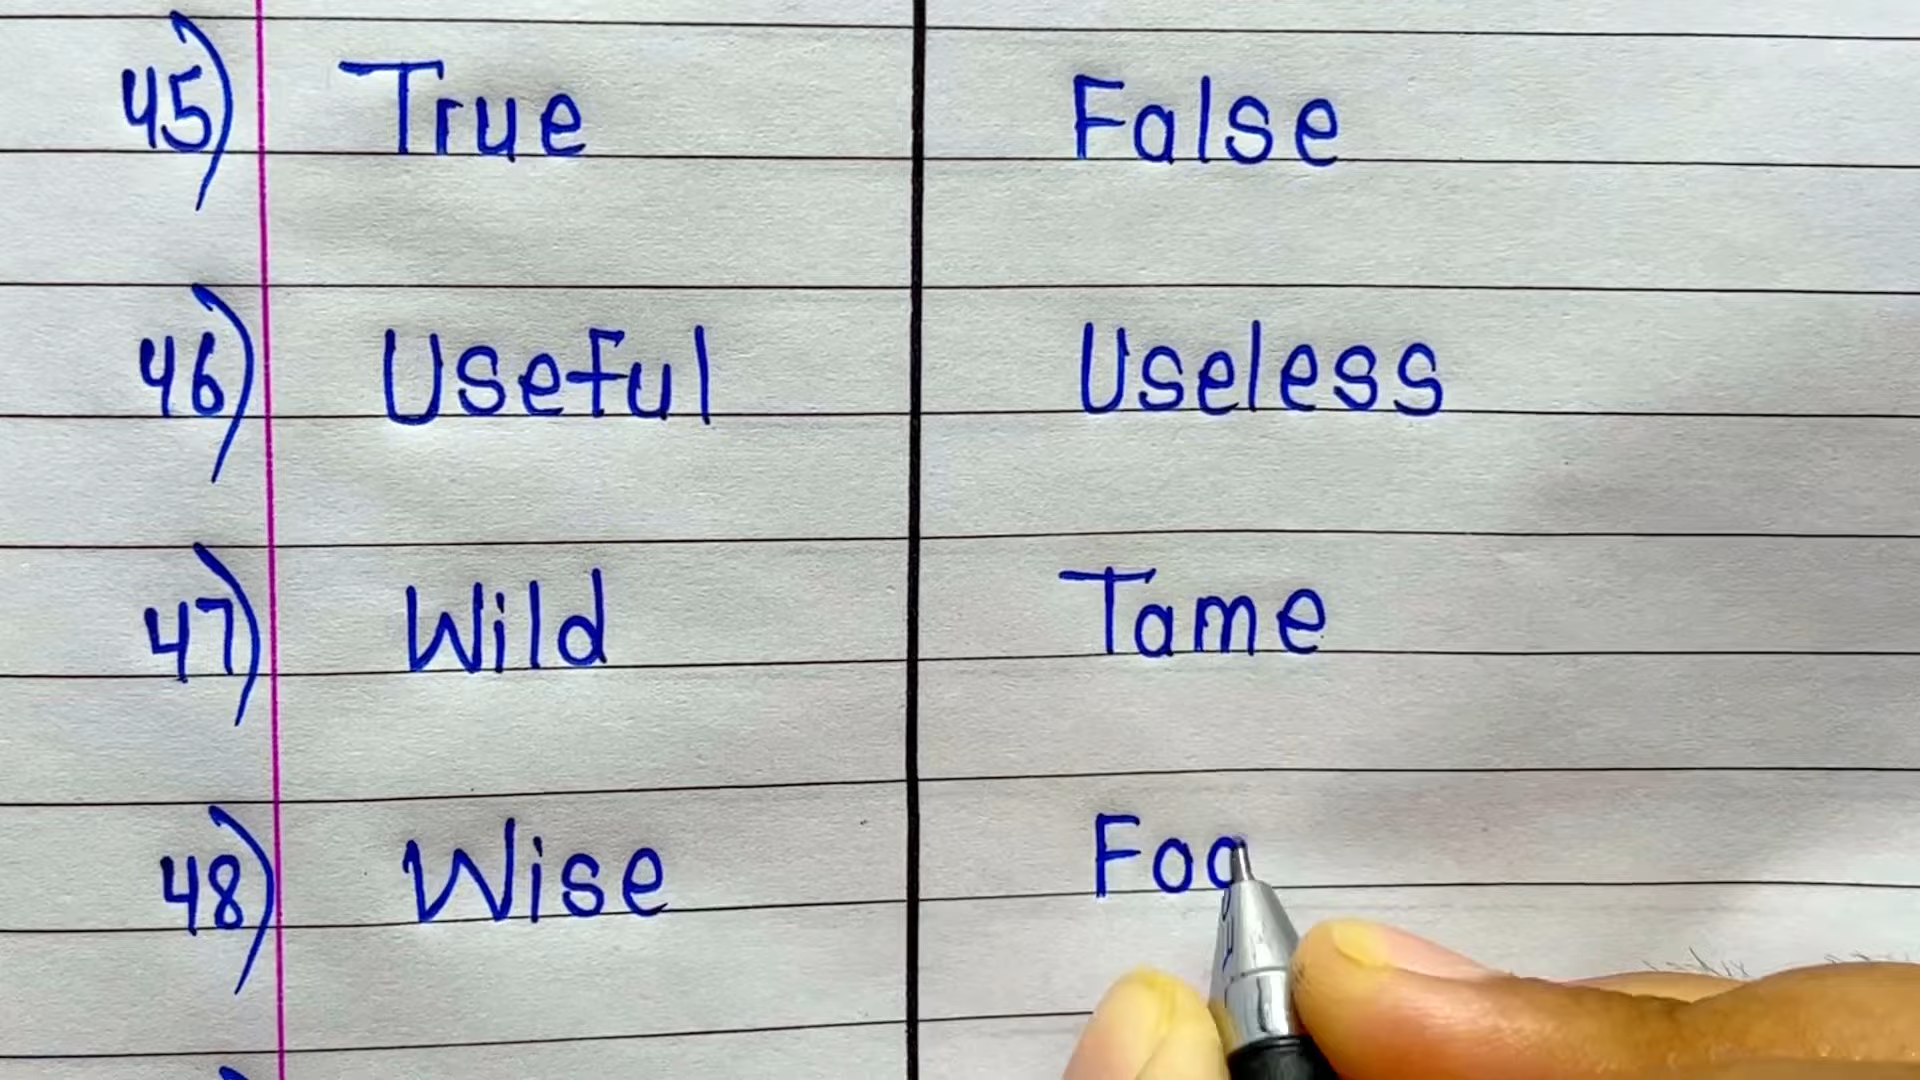 45) True False
46) Useful Useless
47) Wild Tame
48) Wise Foo